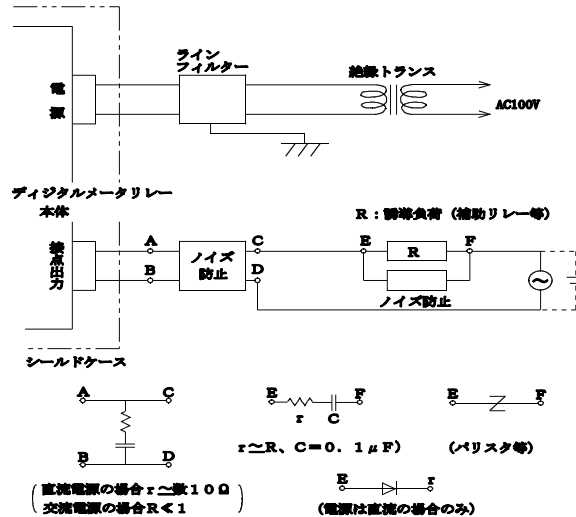 ライン
フィルター
絶縁トランス
電源
AC100V
ディジタルメータリレー
本体
R：誘導負荷（補助リレー等）
接点出力
A
B
ノイズ
防止
C
D
E
F
R
ノイズ防止
シールドケース
A
C
B
D
E
F
r
C
r≃R、C=0.1μF）
E
F
（バリスタ等）
直流電源の場合r≃数10Ω
交流電源の場合R≪1
E
r
（電源は直流の場合のみ）